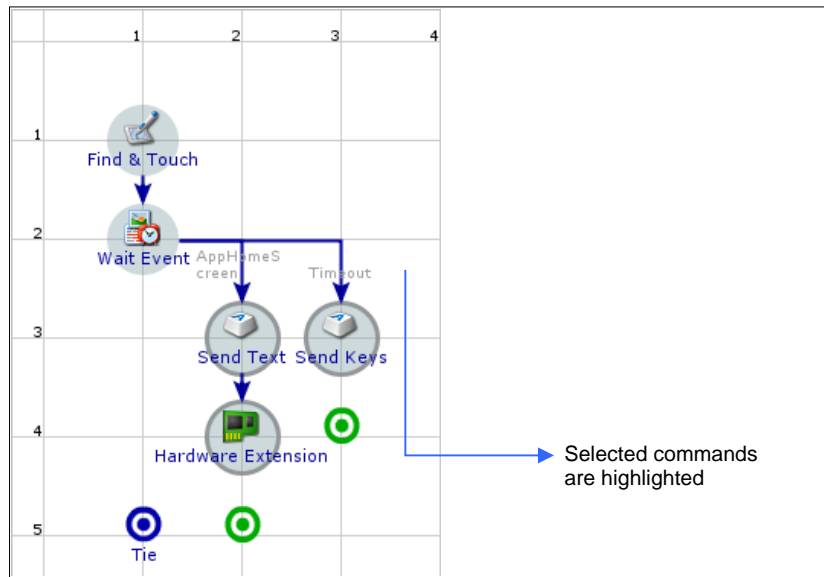 1 2 3 4
1
Find & Touch
2
Wait Event
AppHomeS
creen
Timeout
3
Send Text Send Keys
4
Hardware Extension
Selected commands
are highlighted
5
Tie